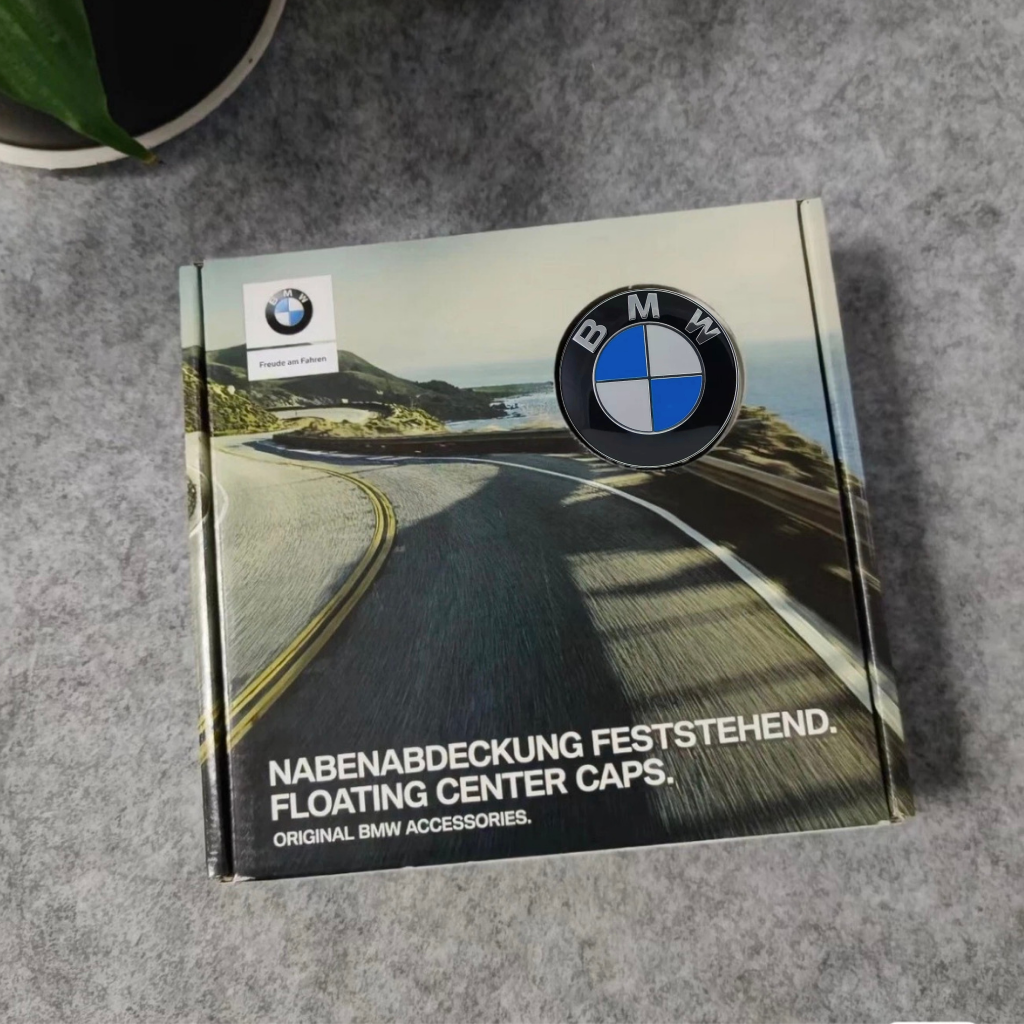 BMW
Freude am Fahren
BMW
NABENABDECKUNG FESTSTEHEND.
FLOATING CENTER CAPS.
ORIGINAL BMW ACCESSORIES.